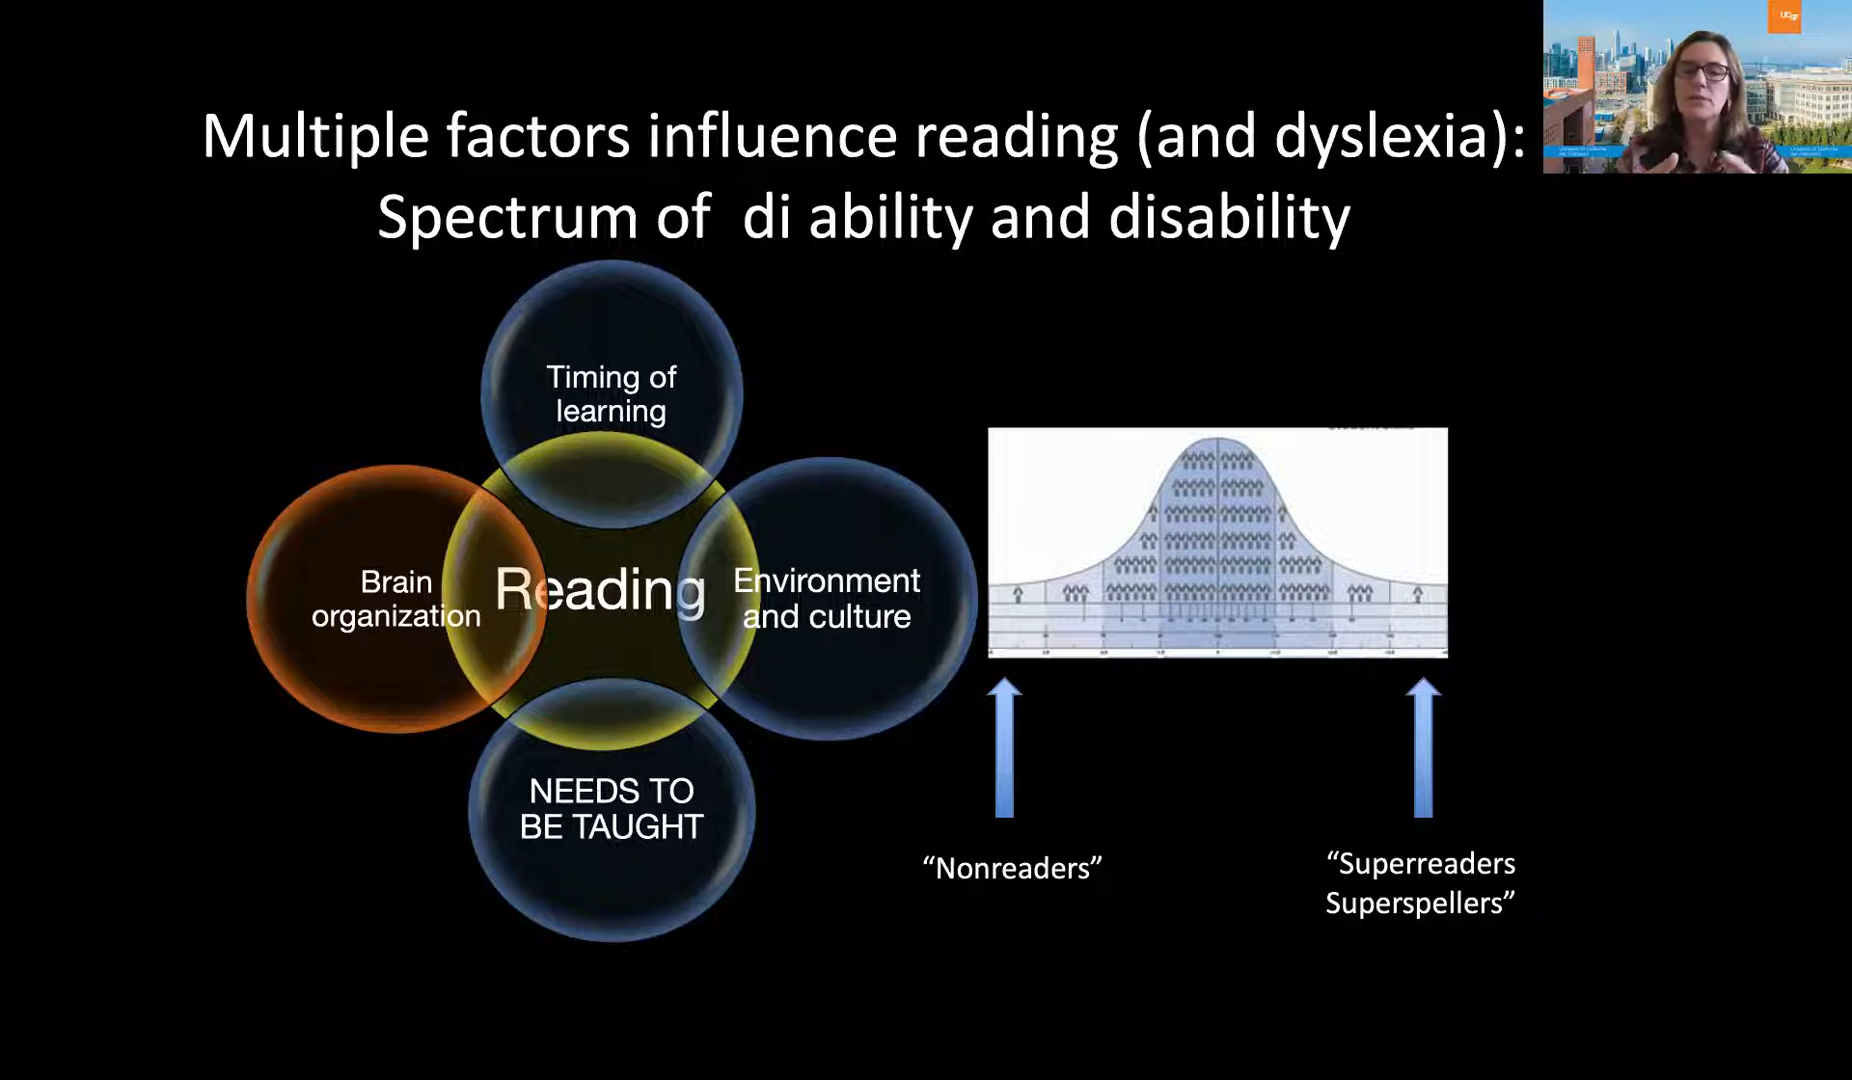 Multiple factors influence reading (and dyslexia):
Spectrum of  di ability and disability
UCSF
Timing of
learning
Brain
organization
Reading
Environment
and culture
NEEDS TO
BE TAUGHT
“Nonreaders”
“Superreaders
Superspellers”